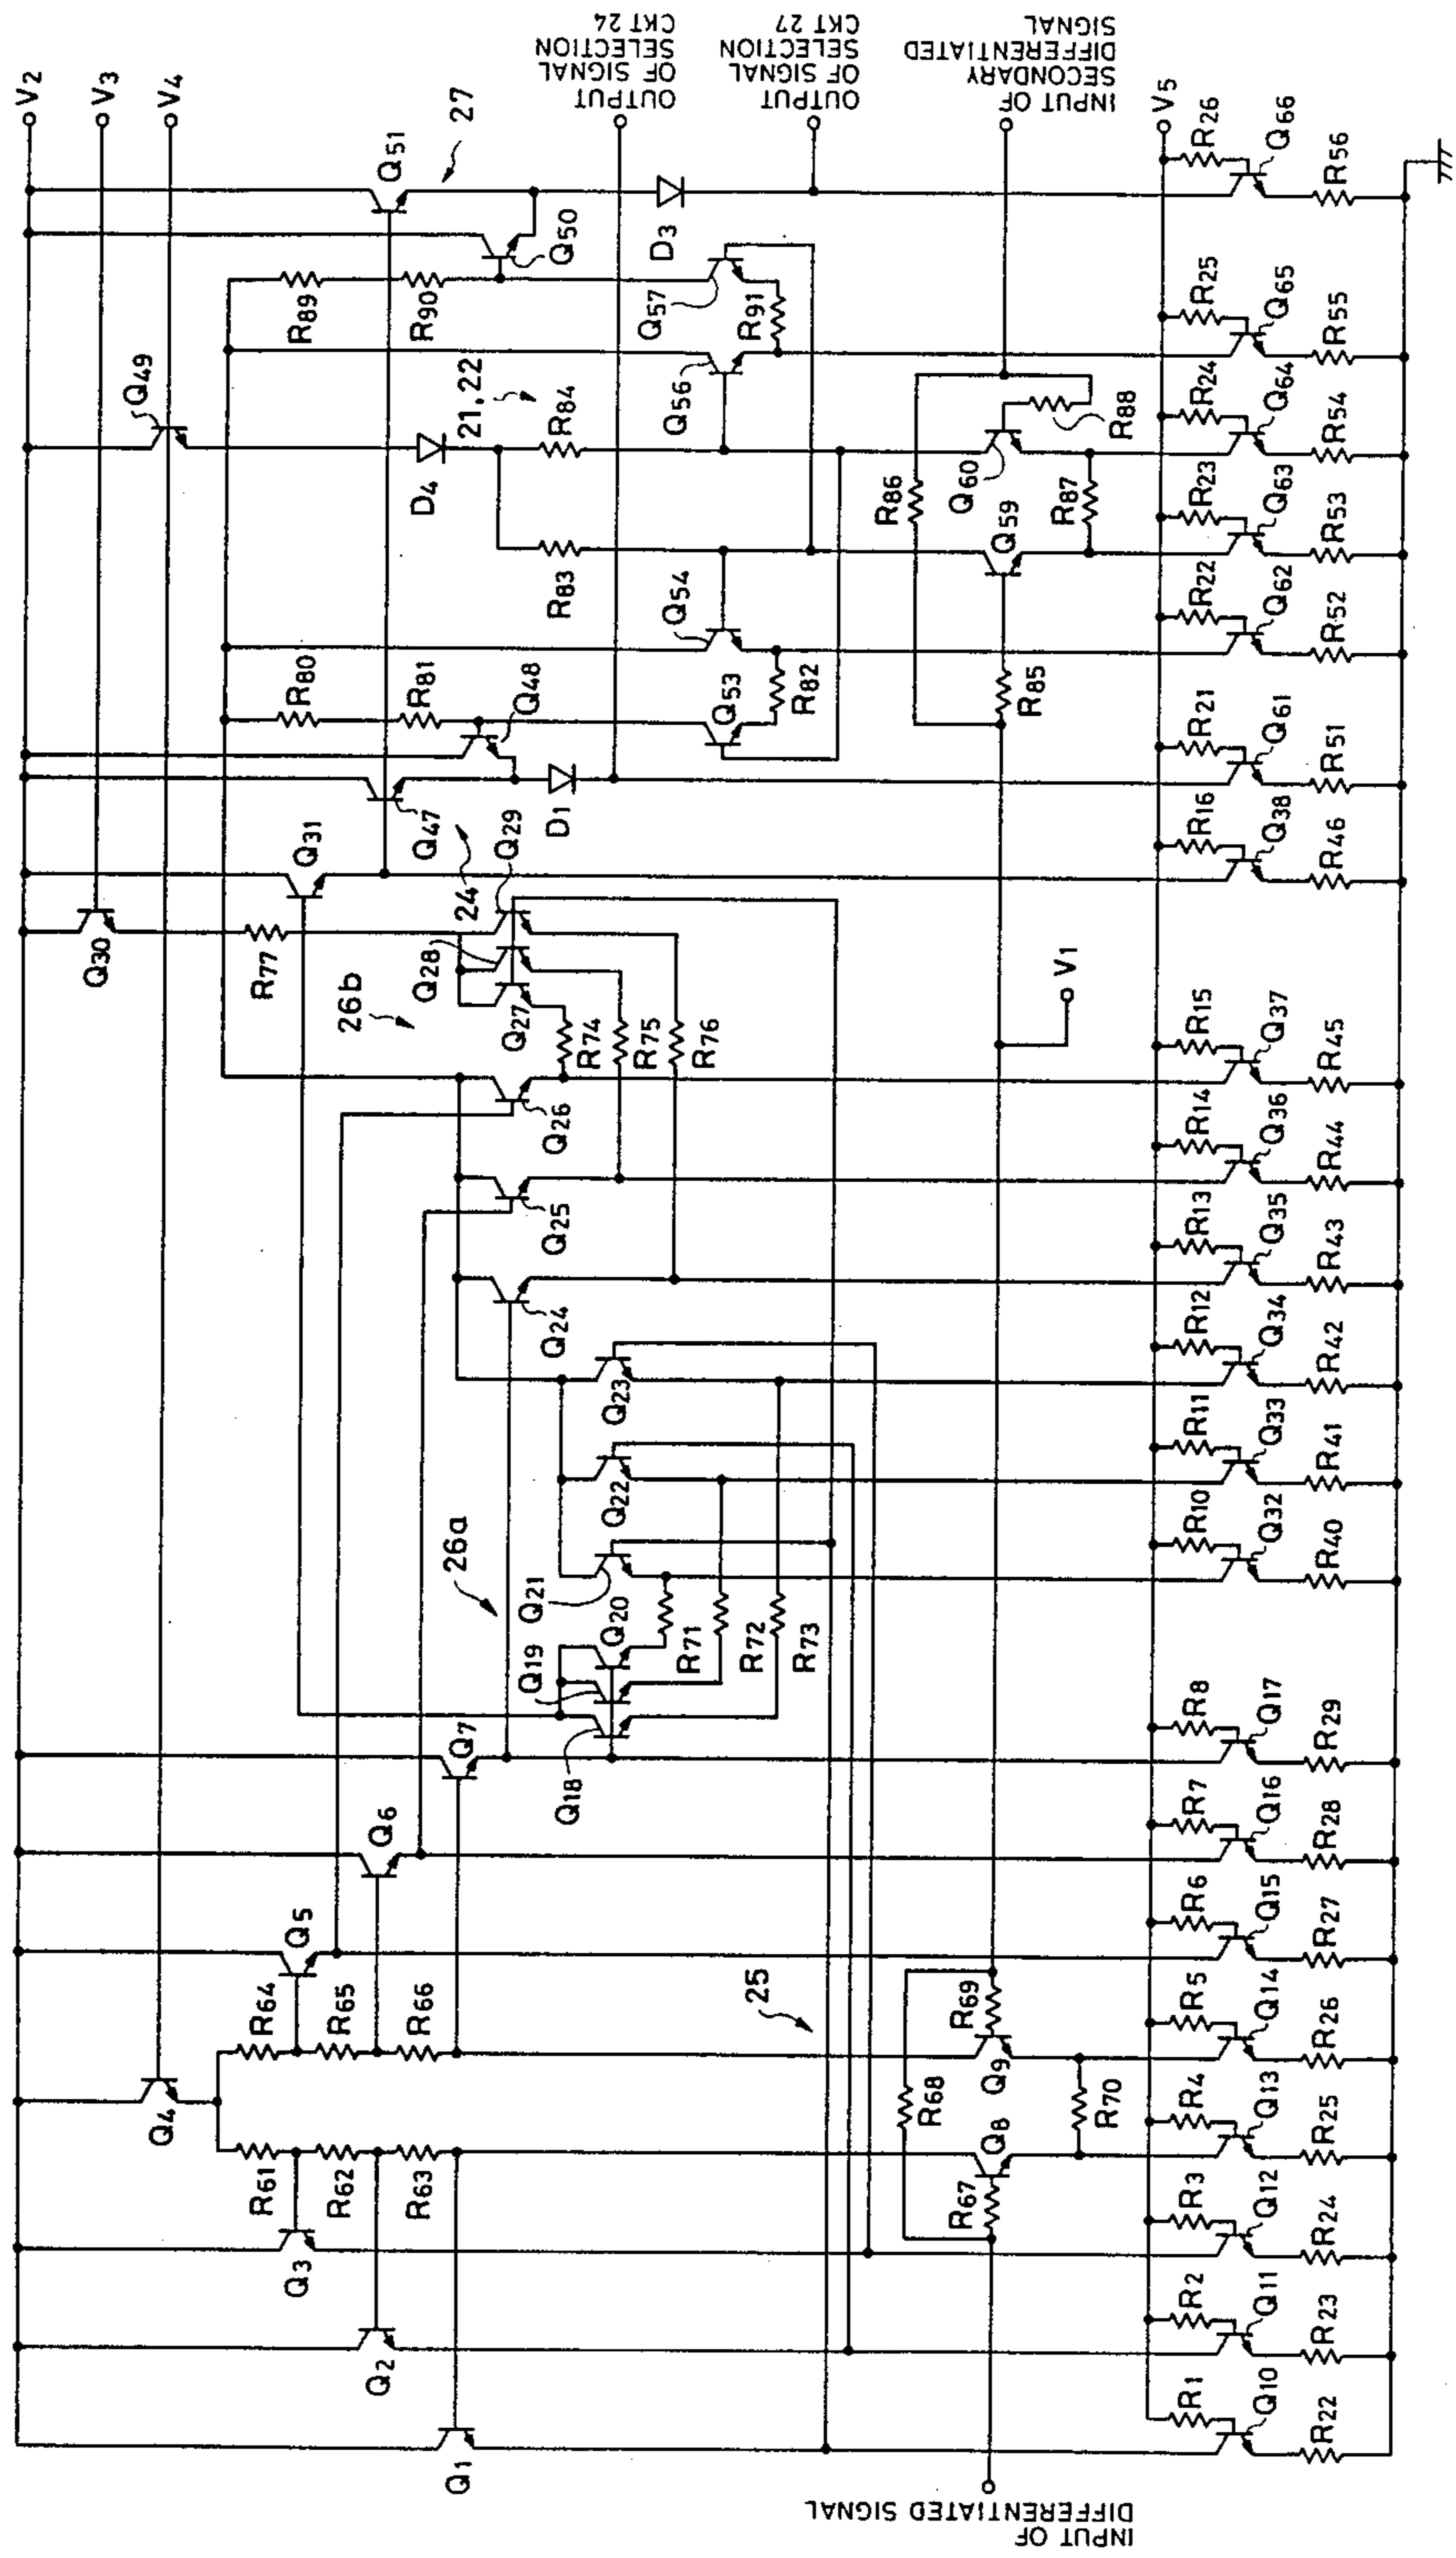 V2
V3
V4
Q49
Q51
27
Q30
Q31
Q4
Q5
Q6
R64
R65
R66
R61
R62
R63
Q3
Q2
Q1
Q7
26a
26b
R77
R80
R81
R89
R90
Q50
Q48
Q47
24
D1
D3
D4
21,22
R84
R83
Q28
Q29
Q27
R74
R75
R76
Q26
Q25
Q24
Q23
Q22
Q21
Q20
Q19
Q18
R71
R72
R73
Q53
R82
Q54
Q56
Q57
R91
OUTPUT
OF SIGNAL
SELECTION
CKT 24
OUTPUT
OF SIGNAL
SELECTION
CKT 27
INPUT OF
SECONDARY
DIFFERENTIATED
SIGNAL
25
R68
R67
R69
Q8
Q9
R70
V1
R85
R86
Q59
Q60
R87
R88
INPUT OF
DIFFERENTIATED SIGNAL
V5
R1
R2
R3
R4
R5
R6
R7
R8
R10
R11
R12
R13
R14
R15
R16
R21
R22
R23
R24
R25
R26
Q10
Q11
Q12
Q13
Q14
Q15
Q16
Q17
Q32
Q33
Q34
Q35
Q36
Q37
Q38
Q61
Q62
Q63
Q64
Q65
Q66
R22
R23
R24
R25
R26
R27
R28
R29
R40
R41
R42
R43
R44
R45
R46
R51
R52
R53
R54
R55
R56